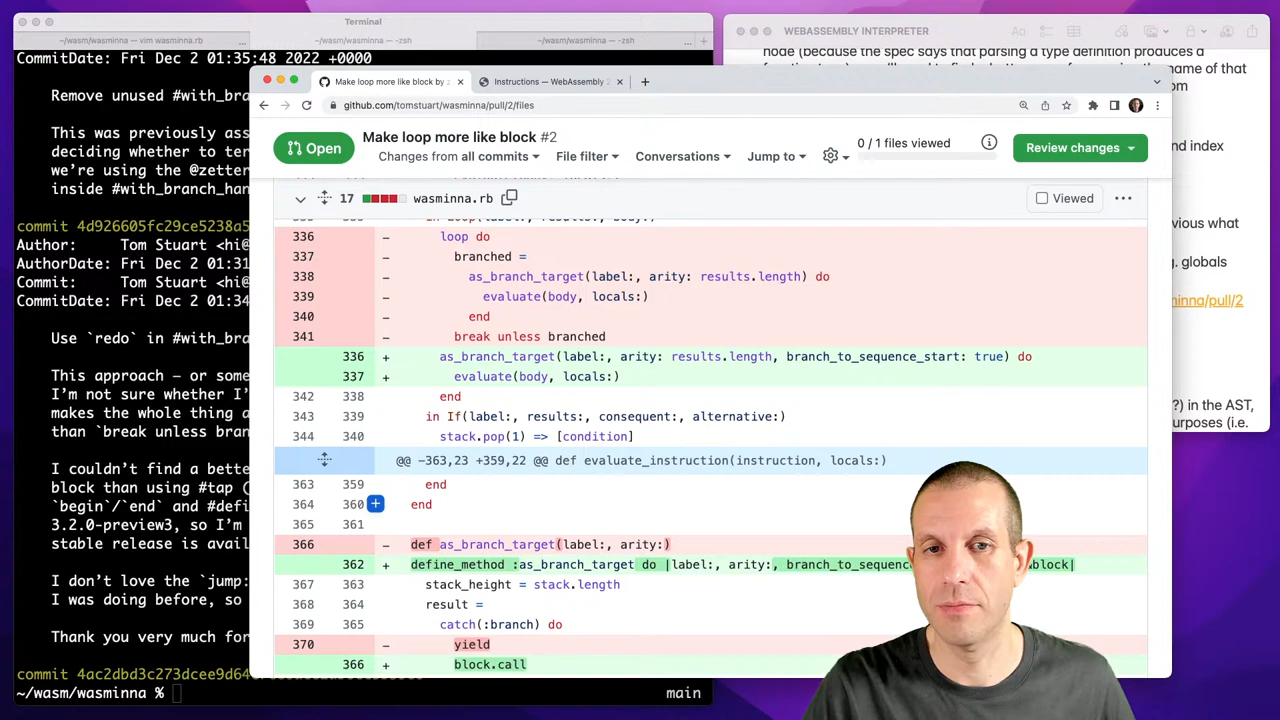 Terminal
~/wasm/wasminna — vim wasminna.rb
...
~/wasm/wasminna — -zsh
~/wasm/wasminna — -zsh
...
CommitDate: Fri Dec 2 01:35:48 2022 +0000
Remove unused #with_bra
This was previously ass
deciding whether to ter
we're using the @zetter
inside #with_branch_han
commit 4d926605fc29ce5238a5
Author: Tom Stuart <hi@
AuthorDate: Fri Dec 2 01:31
Commit: Tom Stuart <hi@
CommitDate: Fri Dec 2 01:34
Use `redo` in #with_bra
This approach — or some
I'm not sure whether I'
makes the whole thing a
than `break unless bran
I couldn't find a bette
block than using #tap (
`begin`/`end` and #defi
3.2.0-preview3, so I'm
stable release is avail
I don't love the `jump:
I was doing before, so
Thank you very much for
commit 4ac2dbd3c273dcee9d64
~/wasm/wasminna %
main
WEBASSEMBLY INTERPRETER
node (because the spec says that parsing a type definition produces a
name of that
om
nd index
vious what
g. globals
minna/pull/2
?) in the AST,
urposes (i.e.
Make loop more like block by z
Instructions — WebAssembly
github.com/tomstuart/wasminna/pull/2/files
Open
Make loop more like block #2
Changes from all commits
File filter
Conversations
Jump to
0 / 1 files viewed
Review changes
17
wasminna.rb
Viewed
336 - loop do
337 - branched =
338 - as_branch_target(label:, arity: results.length) do
339 - evaluate(body, locals:)
340 - end
341 - break unless branched
336 + as_branch_target(label:, arity: results.length, branch_to_sequence_start: true) do
337 + evaluate(body, locals:)
342 338 end
343 339 in If(label:, results:, consequent:, alternative:)
344 340 stack.pop(1) => [condition]
@@ -363,23 +359,22 @@ def evaluate_instruction(instruction, locals:)
363 359 end
364 360 + end
365 361
366 - def as_branch_target(label:, arity:)
362 + define_method :as_branch_target do |label:, arity:, branch_to_sequenc block|
367 363 stack_height = stack.length
368 364 result =
369 365 catch(:branch) do
370 - yield
366 + block.call